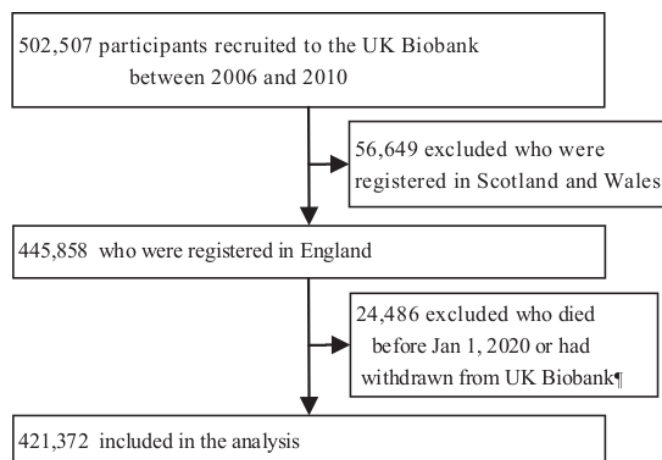 502,507 participants recruited to the UK Biobank
between 2006 and 2010
56,649 excluded who were
registered in Scotland and Wales
445,858 who were registered in England
24,486 excluded who died
before Jan 1, 2020 or had
withdrawn from UK Biobank¶
421,372 included in the analysis